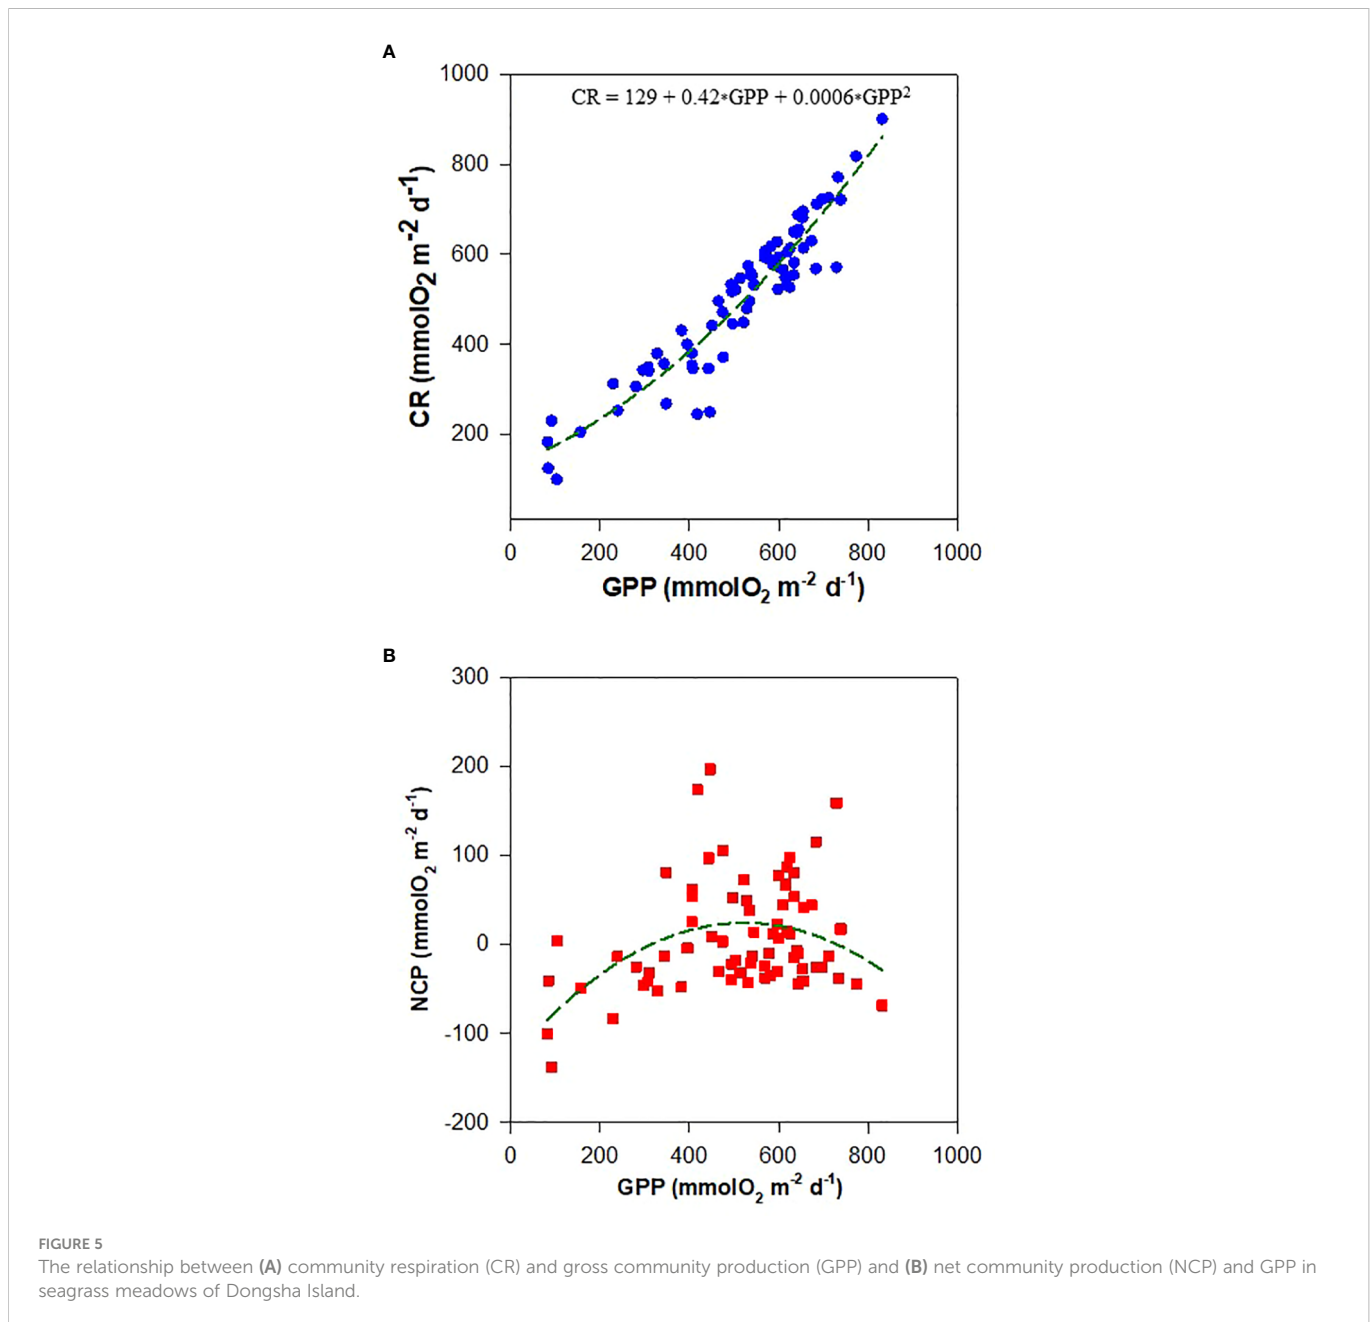 A
CR = 129 + 0.42*GPP + 0.0006*GPP²
1000
800
600
400
200
CR (mmolO₂ m⁻² d⁻¹)
0 200 400 600 800 1000
GPP (mmolO₂ m⁻² d⁻¹)
B
300
200
100
0
-100
-200
NCP (mmolO₂ m⁻² d⁻¹)
0 200 400 600 800 1000
GPP (mmolO₂ m⁻² d⁻¹)
FIGURE 5
The relationship between (A) community respiration (CR) and gross community production (GPP) and (B) net community production (NCP) and GPP in
seagrass meadows of Dongsha Island.